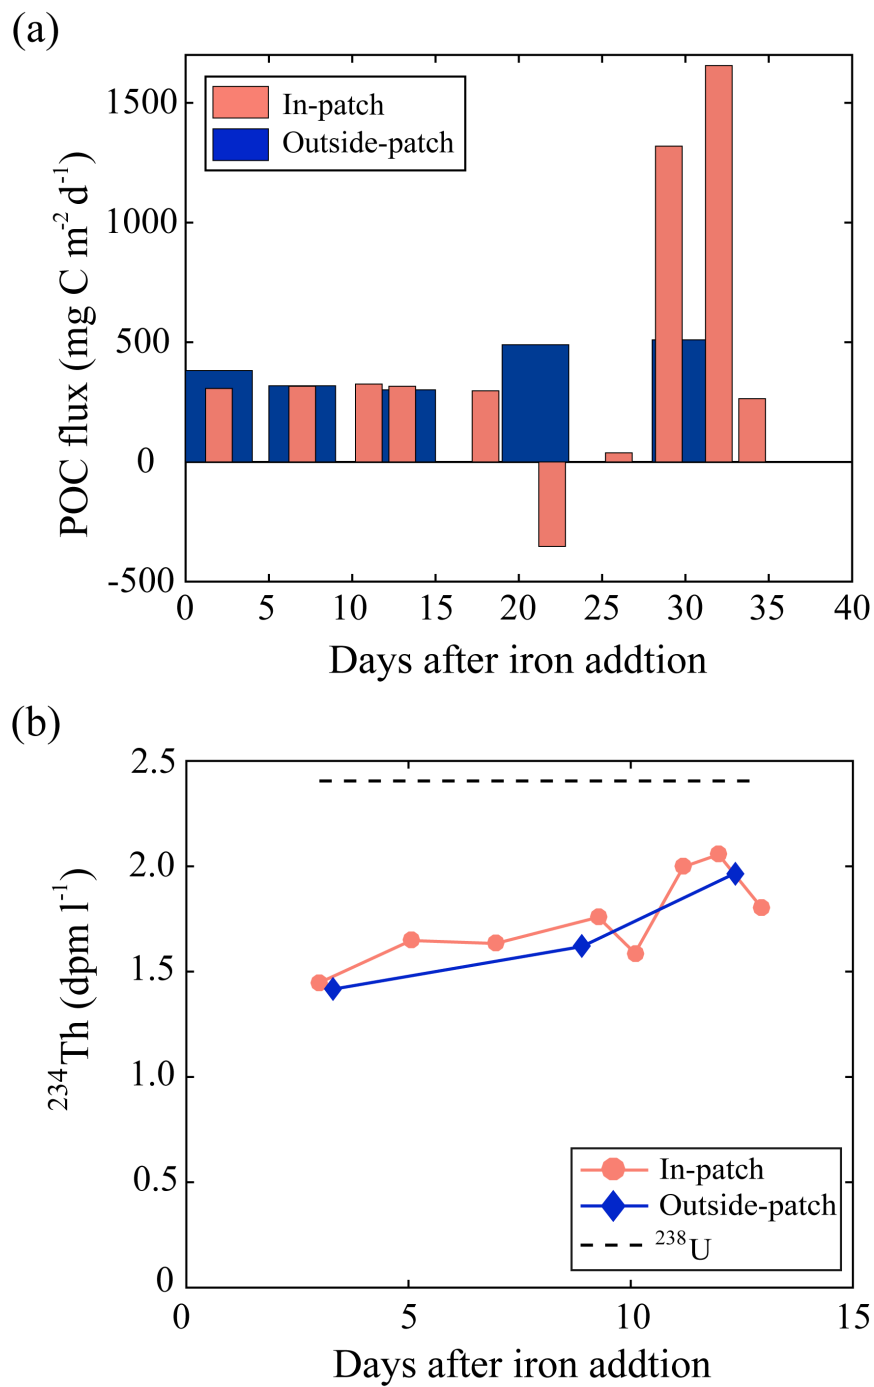 (a)
1500
1000
500
0
-500
POC flux (mg C m⁻² d⁻¹)
In-patch
Outside-patch
0 5 10 15 20 25 30 35 40
Days after iron addtion
(b)
2.5
2.0
1.5
1.0
0.5
0
²³⁴Th (dpm l⁻¹)
In-patch
Outside-patch
²³⁸U
0 5 10 15
Days after iron addtion